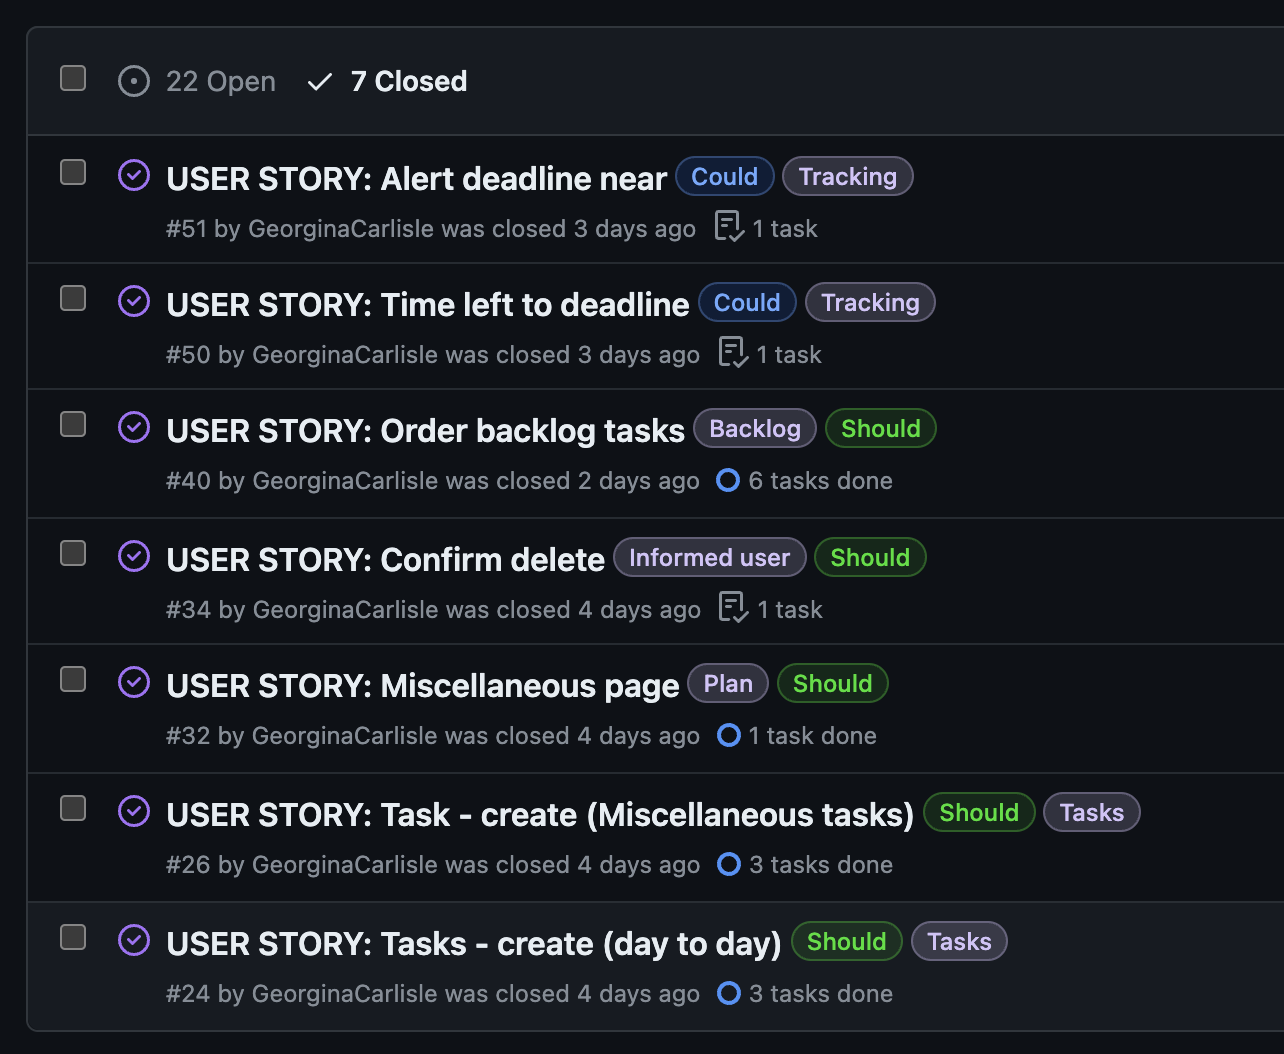 22 Open 7 Closed
USER STORY: Alert deadline near Could Tracking
#51 by GeorginaCarlisle was closed 3 days ago 1 task
USER STORY: Time left to deadline Could Tracking
#50 by GeorginaCarlisle was closed 3 days ago 1 task
USER STORY: Order backlog tasks Backlog Should
#40 by GeorginaCarlisle was closed 2 days ago 6 tasks done
USER STORY: Confirm delete Informed user Should
#34 by GeorginaCarlisle was closed 4 days ago 1 task
USER STORY: Miscellaneous page Plan Should
#32 by GeorginaCarlisle was closed 4 days ago 1 task done
USER STORY: Task - create (Miscellaneous tasks) Should Tasks
#26 by GeorginaCarlisle was closed 4 days ago 3 tasks done
USER STORY: Tasks - create (day to day) Should Tasks
#24 by GeorginaCarlisle was closed 4 days ago 3 tasks done